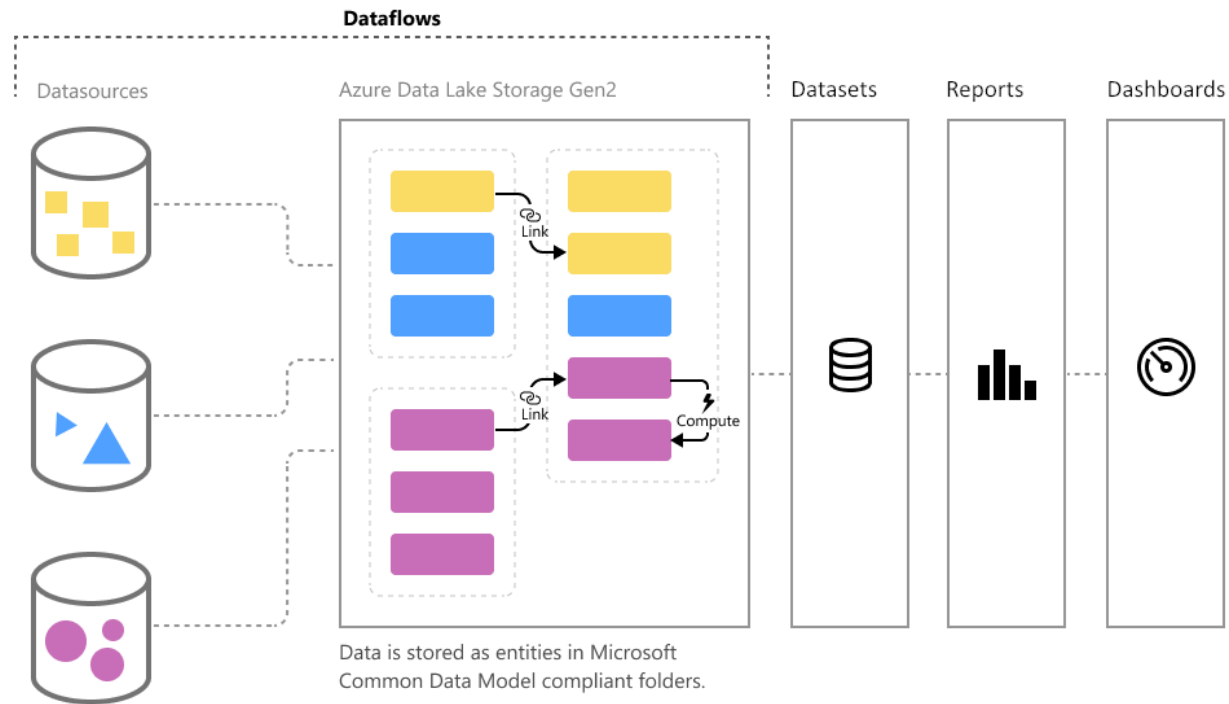 Dataflows
Datasources
Azure Data Lake Storage Gen2
Datasets
Reports
Dashboards
Link
Link
Compute
Data is stored as entities in Microsoft
Common Data Model compliant folders.